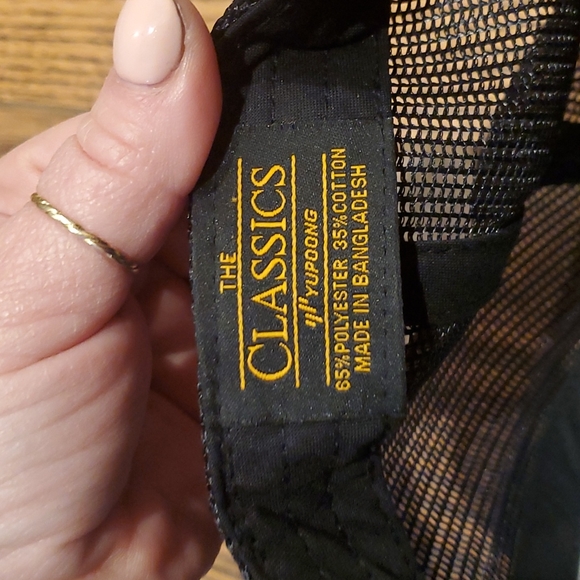 THE
CLASSICS
YUPOONG
65%POLYESTER 35%COTTON
MADE IN BANGLADESH